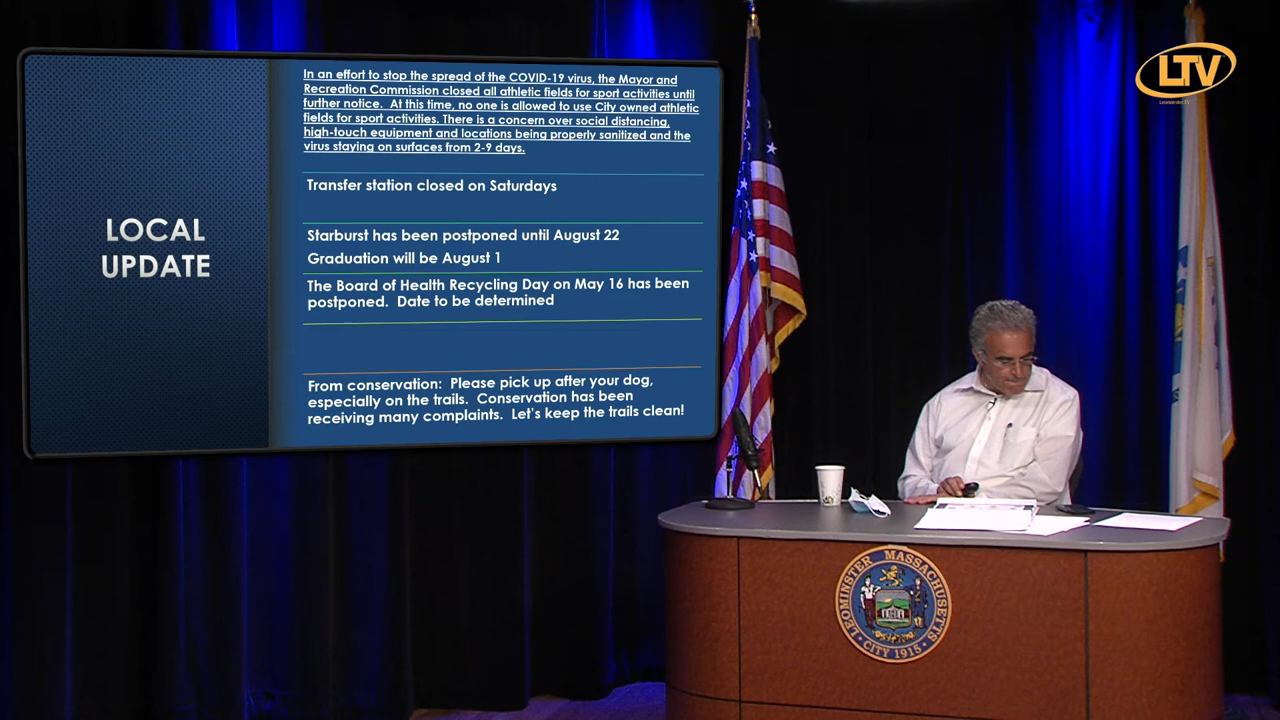 In an effort to stop the spread of the COVID-19 virus, the Mayor and
Recreation Commission closed all athletic fields for sport activities until
further notice.  At this time, no one is allowed to use City owned athletic
fields for sport activities. There is a concern over social distancing,
high-touch equipment and locations being properly sanitized and the
virus staying on surfaces from 2-9 days.
Transfer station closed on Saturdays
LOCAL
UPDATE
Starburst has been postponed until August 22
Graduation will be August 1
The Board of Health Recycling Day on May 16 has been
postponed.  Date to be determined
From conservation:  Please pick up after your dog,
especially on the trails.  Conservation has been
receiving many complaints.  Let's keep the trails clean!
LTV
LEOMINSTER MASSACHUSETTS
CITY 1915